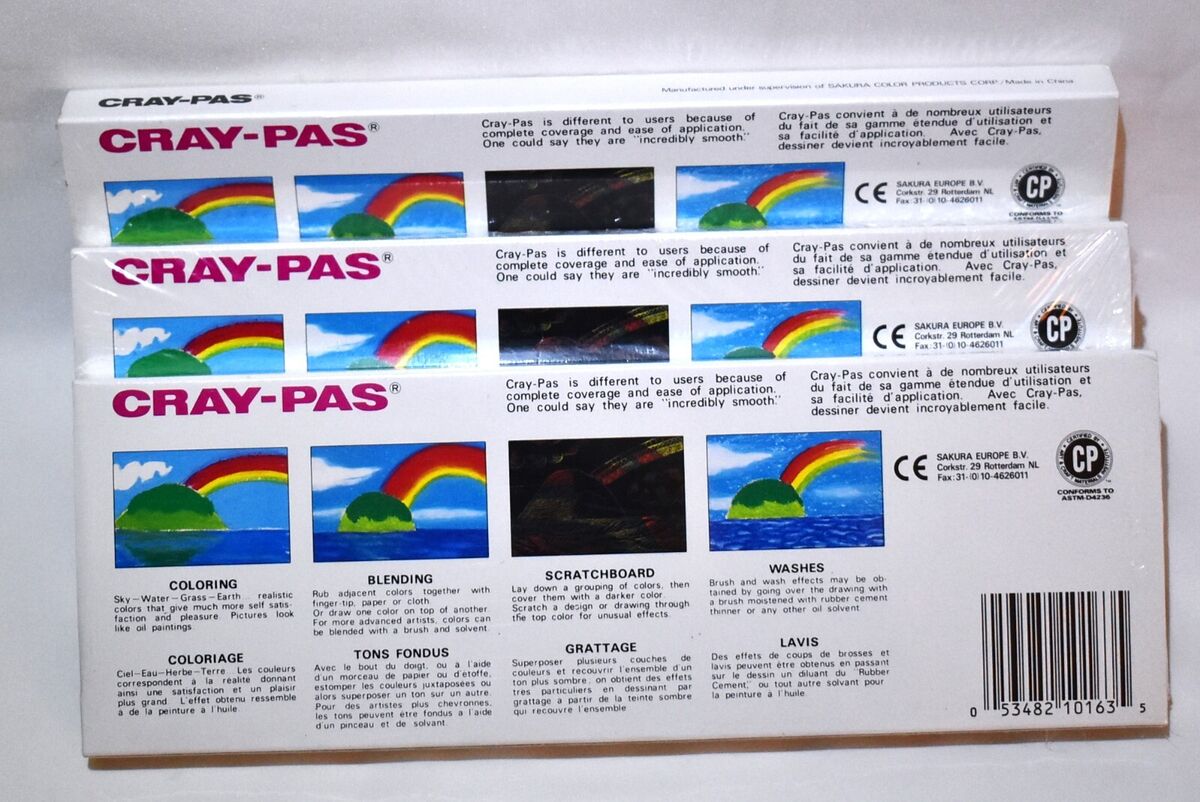 CRAY-PAS®
Manufactured under supervision of SAKURA COLOR PRODUCTS CORP./Made in China
CRAY-PAS®
Cray-Pas is different to users because of
complete coverage and ease of application.
One could say they are "incredibly smooth."
Cray-Pas convient à de nombreux utilisateurs
du fait de sa gamme étendue d'utilisation et
sa facilité d'application. Avec Cray-Pas,
dessiner devient incroyablement facile.
CE
SAKURA EUROPE B.V.
Corkstr. 29 Rotterdam NL
Fax:31-(0)10-4626011
CERTIFIED BY
CP
CONFORMS TO
CRAY-PAS®
Cray-Pas is different to users because of
complete coverage and ease of application.
One could say they are "incredibly smooth."
Cray-Pas convient à de nombreux utilisateurs
du fait de sa gamme étendue d'utilisation et
sa facilité d'application. Avec Cray-Pas,
dessiner devient incroyablement facile.
CE
SAKURA EUROPE B.V.
Corkstr. 29 Rotterdam NL
Fax:31-(0)10-4626011
CP
CRAY-PAS®
Cray-Pas is different to users because of
complete coverage and ease of application.
One could say they are "incredibly smooth."
Cray-Pas convient à de nombreux utilisateurs
du fait de sa gamme étendue d'utilisation et
sa facilité d'application. Avec Cray-Pas,
dessiner devient incroyablement facile.
CE
SAKURA EUROPE B.V.
Corkstr. 29 Rotterdam NL
Fax:31-(0)10-4626011
CERTIFIED BY
CP
CONFORMS TO
ASTM-D4236
COLORING
Sky–Water–Grass–Earth... realistic
colors that give much more self satis-
faction and pleasure. Pictures look
like oil paintings.
BLENDING
Rub adjacent colors together with
finger-tip, paper or cloth.
Or draw one color on top of another.
For more advanced artists, colors can
be blended with a brush and solvent.
SCRATCHBOARD
Lay down a grouping of colors, then
cover them with a darker color.
Scratch a design or drawing through
the top color for unusual effects.
WASHES
Brush and wash effects may be ob-
tained by going over the drawing with
a brush moistened with rubber cement
thinner or any other oil solvent.
COLORIAGE
Ciel–Eau–Herbe–Terre. Les couleurs
correspondent à la realité donnant
ainsi une satisfaction et un plaisir
plus grand. L'effet obtenu ressemble
à de la peinture à l'huile.
TONS FONDUS
Avec le bout du doigt, ou à l'aide
d'un morceau de papier ou d'étoffe,
estomper les couleurs juxtaposées ou
alors superposer un ton sur un autre.
Pour des artistes plus chevronnes,
les tons peuvent être fondus a l'aide
d'un pinceau et de solvant.
GRATTAGE
Superposer plusieurs couches de
couleurs et recouvrir l'ensemble d'un
ton plus sombre; on obtient des effets
très particuliers en dessinant par
grattage a partir de la teinte sombre
qui recouvre l'ensemble
LAVIS
Des effets de coups de brosses et
lavis peuvent être obtenus en passant
sur le dessin un diluant du 'Rubber
Cement,' ou tout autre solvant pour
la peinture à l'huile.
0 53482 10163 5